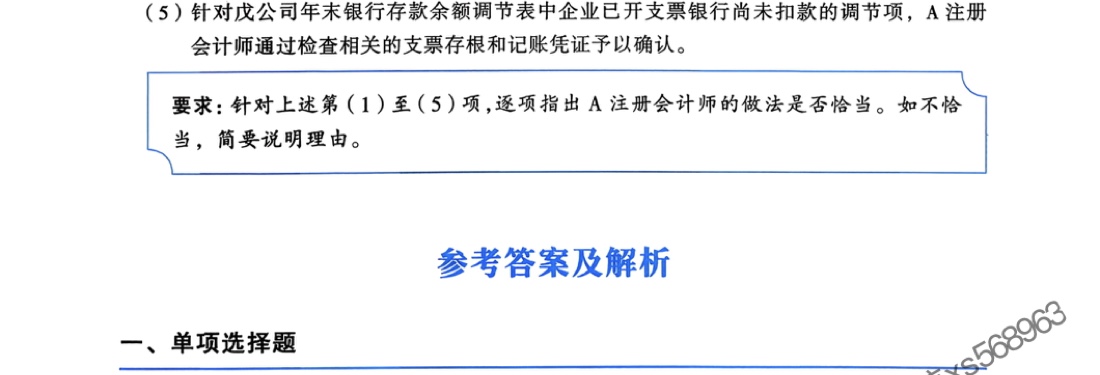 （5）针对戊公司年末银行存款余额调节表中企业已开支票银行尚未扣款的调节项，A 注册
会计师通过检查相关的支票存根和记账凭证予以确认。
要求：针对上述第（1）至（5）项，逐项指出 A 注册会计师的做法是否恰当。如不恰
当，简要说明理由。
参考答案及解析
一、单项选择题
xs568963